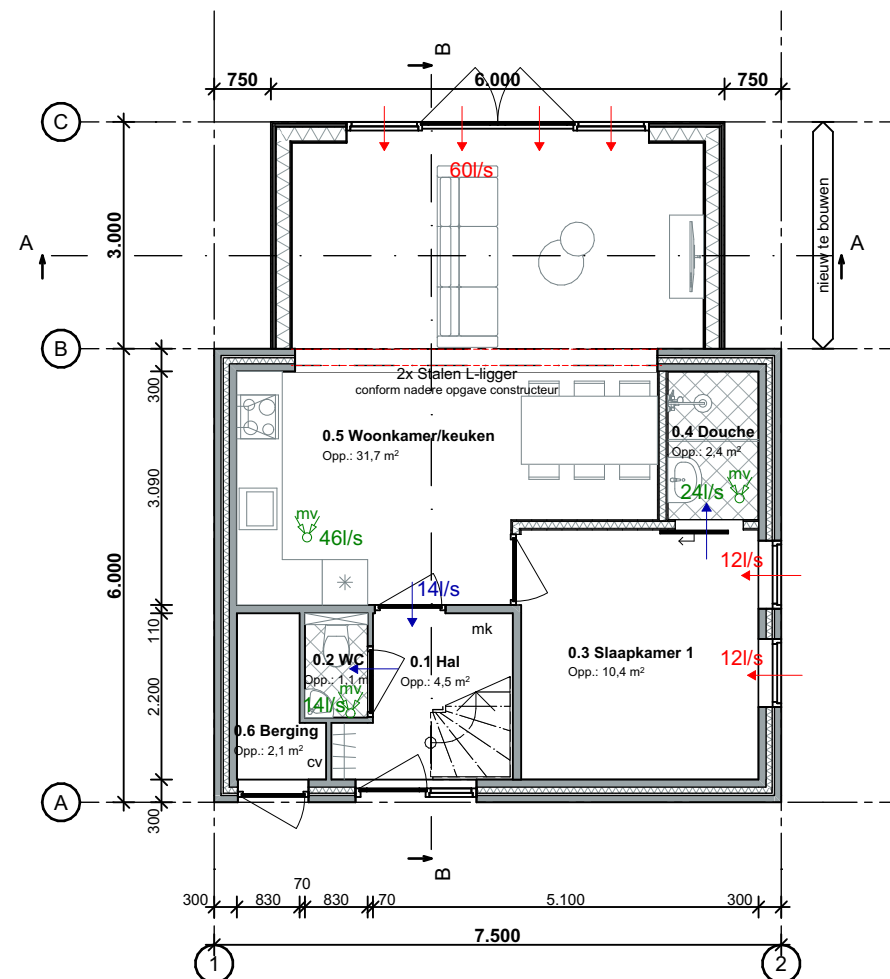 B
750
6.000
750
C
60l/s
3.000
nieuw te bouwen
A
A
B
300
2x Stalen L-ligger
conform nadere opgave constructeur
0.5 Woonkamer/keuken
Opp.: 31,7 m²
0.4 Douche
Opp.: 2,4 m²
3.090
mv
24l/s
mv
46l/s
12l/s
6.000
14l/s
110
mk
0.2 WC
Opp.: 1,1 m
0.1 Hal
Opp.: 4,5 m²
0.3 Slaapkamer 1
Opp.: 10,4 m²
12l/s
2.200
mv
14l/s
0.6 Berging
Opp.: 2,1 m²
cv
A
300
B
300
830
70
830
70
5.100
300
7.500
1
2